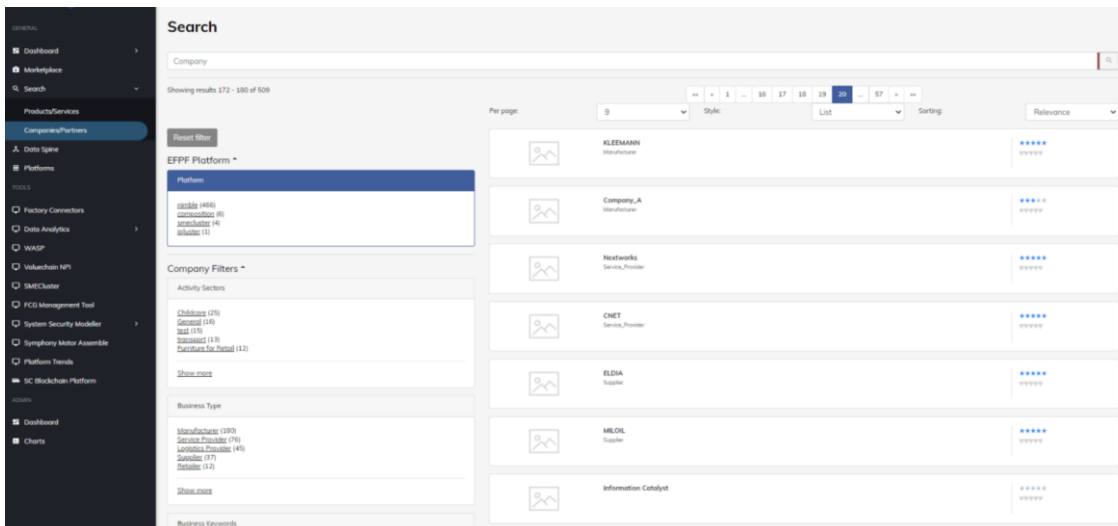 GENERAL
Dashboard
Marketplace
Search
Products/Services
Companies/Partners
Data Spine
Platforms
TOOLS
Factory Connectors
Data Analytics
WASP
Valuechain NPI
SMECluster
FCG Management Tool
System Security Modeller
Symphony Motor Assemble
Platform Trends
SC Blockchain Platform
ADMIN
Dashboard
Charts
Search
Company
Showing results 172 - 180 of 509
«« « 1 ... 16 17 18 19 20 ... 57 » »»
Per page: 9 Style: List Sorting: Relevance
Reset filter
EFPF Platform
Platform
nimble (466)
composition (6)
smecluster (4)
Company Filters
Activity Sectors
Childcare (25)
General (16)
test (15)
transport (13)
Furniture for Retail (12)
Show more
Business Type
Manufacturer (180)
Service Provider (76)
Logistics Provider (45)
Supplier (37)
Retailer (12)
Show more
Business Keywords
KLEEMANN
Manufacturer
Company_A
Manufacturer
Nextworks
Service_Provider
CNET
Service_Provider
ELDIA
Supplier
MILOIL
Supplier
Information Catalyst